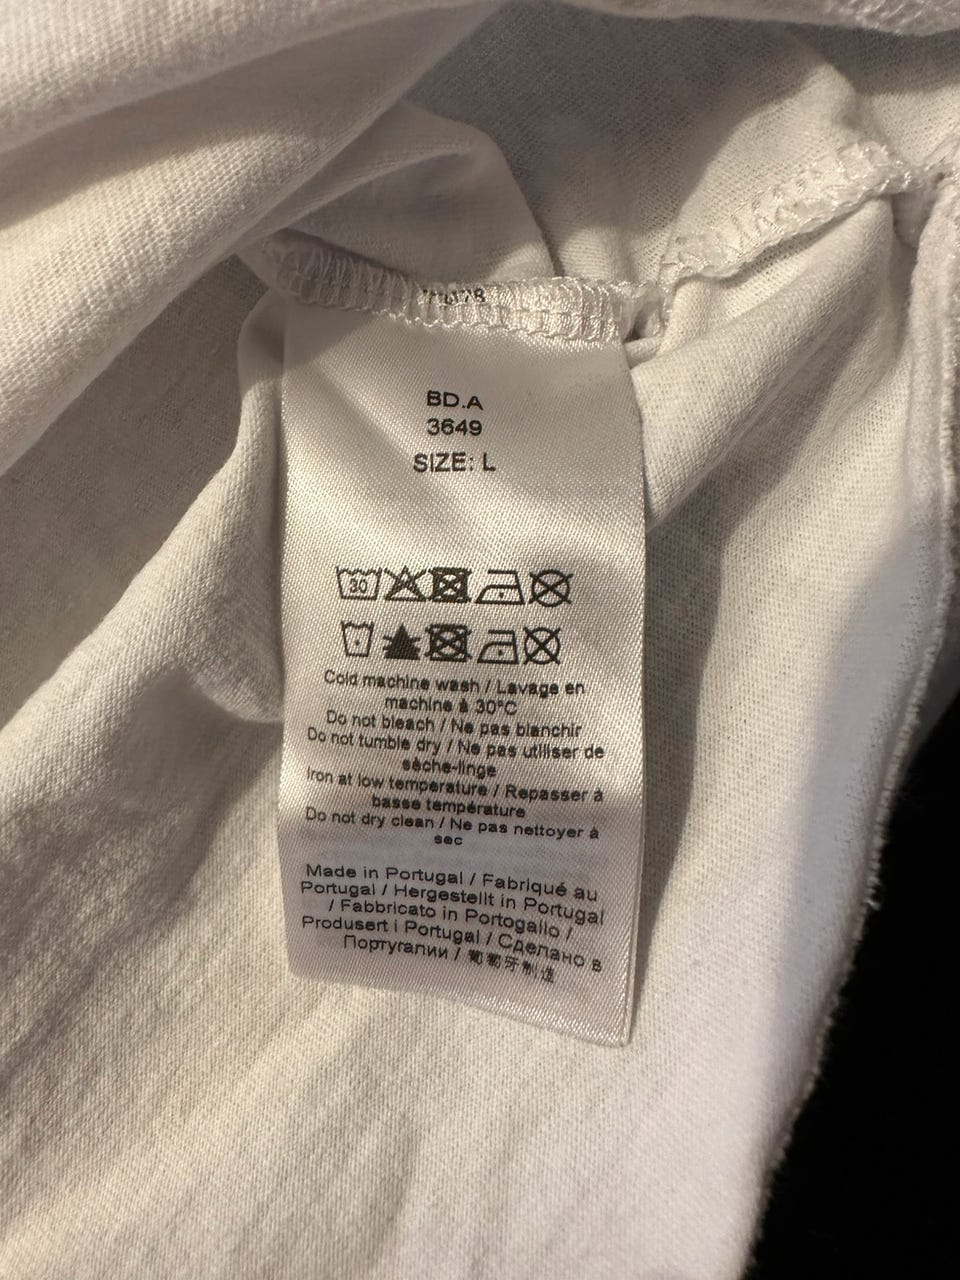 BD.A
3649
SIZE: L
30
Cold machine wash / Lavage en
machine à 30°C
Do not bleach / Ne pas blanchir
Do not tumble dry / Ne pas utiliser de
sèche-linge
Iron at low temperature / Repasser à
basse température
Do not dry clean / Ne pas nettoyer à
sec
Made in Portugal / Fabriqué au
Portugal / Hergestellt in Portugal
/ Fabbricato in Portogallo /
Produsert i Portugal / Сделано в
Португалии / 葡萄牙制造